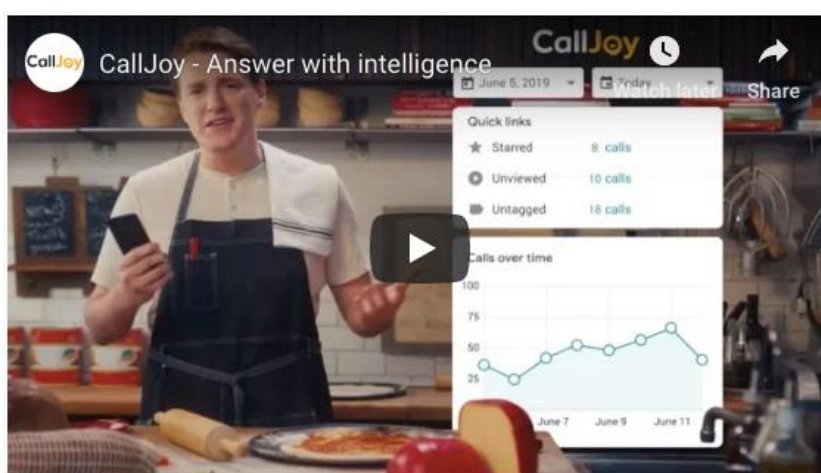 CallJoy
CallJoy - Answer with intelligence
CallJoy
Watch later
Share
June 5, 2019
Today
Quick links
Starred 8 calls
Unviewed 10 calls
Untagged 18 calls
Calls over time
100
75
50
25
June 7 June 9 June 11